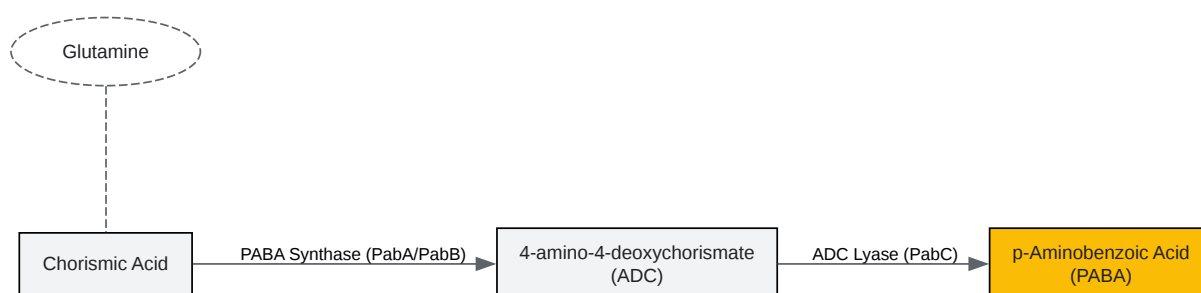 Glutamine
Chorismic Acid
PABA Synthase (PabA/PabB)
4-amino-4-deoxychorismate
(ADC)
ADC Lyase (PabC)
p-Aminobenzoic Acid
(PABA)